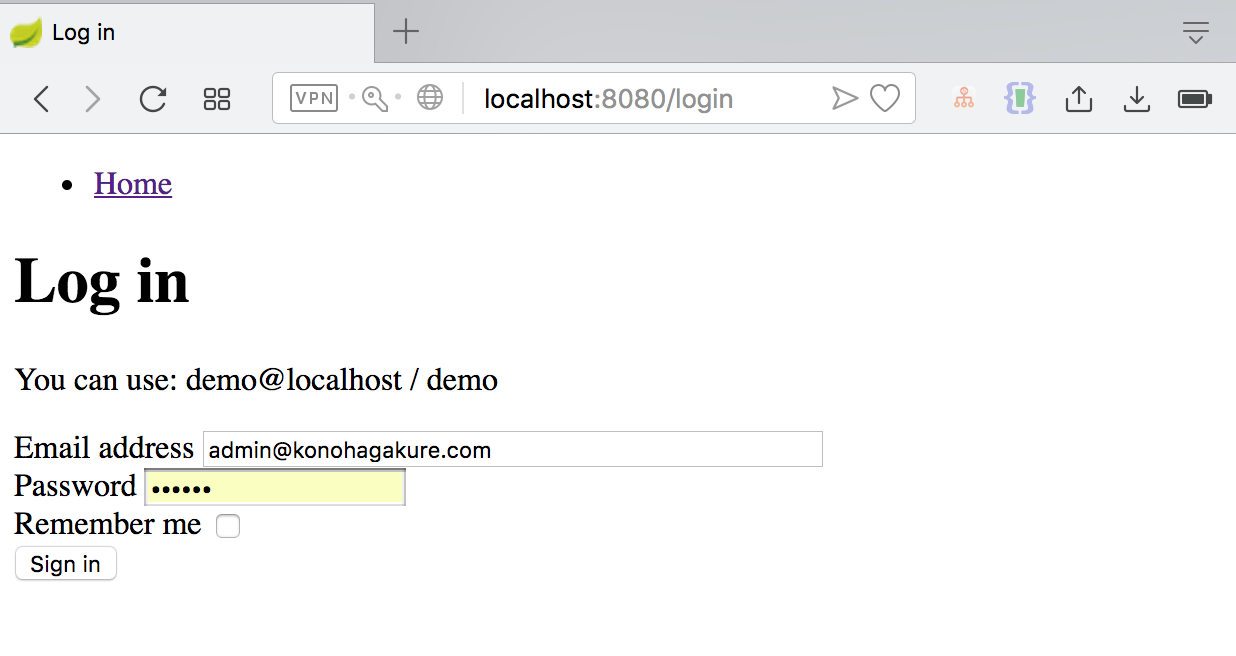 Log in
VPN localhost:8080/login
Home
Log in
You can use: demo@localhost / demo
Email address admin@konohagakure.com
Password ••••••
Remember me
Sign in